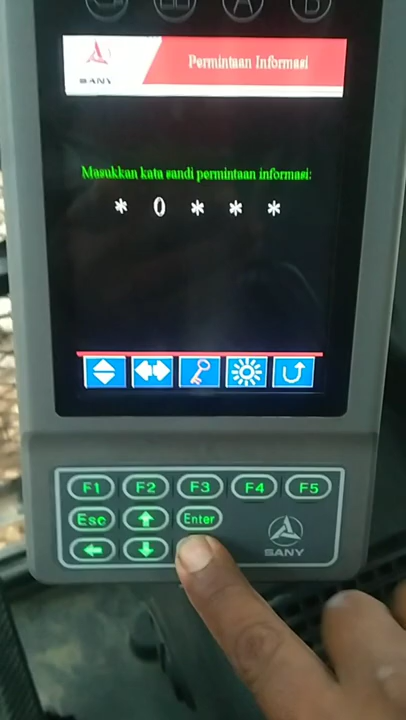 A
B
SANY
Permintaan Informasi
Masukkan kata sandi permintaan informasi:
* 0 * * *
F1 F2 F3 F4 F5
Esc ↑ Enter
← ↓
SANY